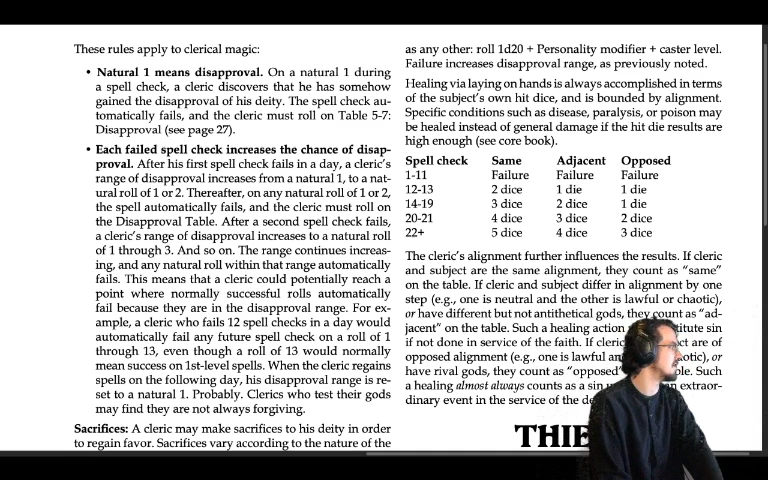 These rules apply to clerical magic:
• Natural 1 means disapproval. On a natural 1 during
a spell check, a cleric discovers that he has somehow
gained the disapproval of his deity. The spell check au-
tomatically fails, and the cleric must roll on Table 5-7:
Disapproval (see page 27).
• Each failed spell check increases the chance of disap-
proval. After his first spell check fails in a day, a cleric's
range of disapproval increases from a natural 1, to a nat-
ural roll of 1 or 2. Thereafter, on any natural roll of 1 or 2,
the spell automatically fails, and the cleric must roll on
the Disapproval Table. After a second spell check fails,
a cleric's range of disapproval increases to a natural roll
of 1 through 3. And so on. The range continues increas-
ing, and any natural roll within that range automatically
fails. This means that a cleric could potentially reach a
point where normally successful rolls automatically
fail because they are in the disapproval range. For ex-
ample, a cleric who fails 12 spell checks in a day would
automatically fail any future spell check on a roll of 1
through 13, even though a roll of 13 would normally
mean success on 1st-level spells. When the cleric regains
spells on the following day, his disapproval range is re-
set to a natural 1. Probably. Clerics who test their gods
may find they are not always forgiving.
Sacrifices: A cleric may make sacrifices to his deity in order
to regain favor. Sacrifices vary according to the nature of the
as any other: roll 1d20 + Personality modifier + caster level.
Failure increases disapproval range, as previously noted.
Healing via laying on hands is always accomplished in terms
of the subject's own hit dice, and is bounded by alignment.
Specific conditions such as disease, paralysis, or poison may
be healed instead of general damage if the hit die results are
high enough (see core book).
Spell check Same Adjacent Opposed
1-11 Failure Failure Failure
12-13 2 dice 1 die 1 die
14-19 3 dice 2 dice 1 die
20-21 4 dice 3 dice 2 dice
22+ 5 dice 4 dice 3 dice
The cleric's alignment further influences the results. If cleric
and subject are the same alignment, they count as "same"
on the table. If cleric and subject differ in alignment by one
step (e.g., one is neutral and the other is lawful or chaotic),
or have different but not antithetical gods, they count as "ad-
jacent" on the table. Such a healing action
if not done in service of the faith. If cleric are of
opposed alignment (e.g., one is lawful or
have rival gods, they count as "opposed" Such
a healing almost always counts as a sin extraor-
dinary event in the service of the